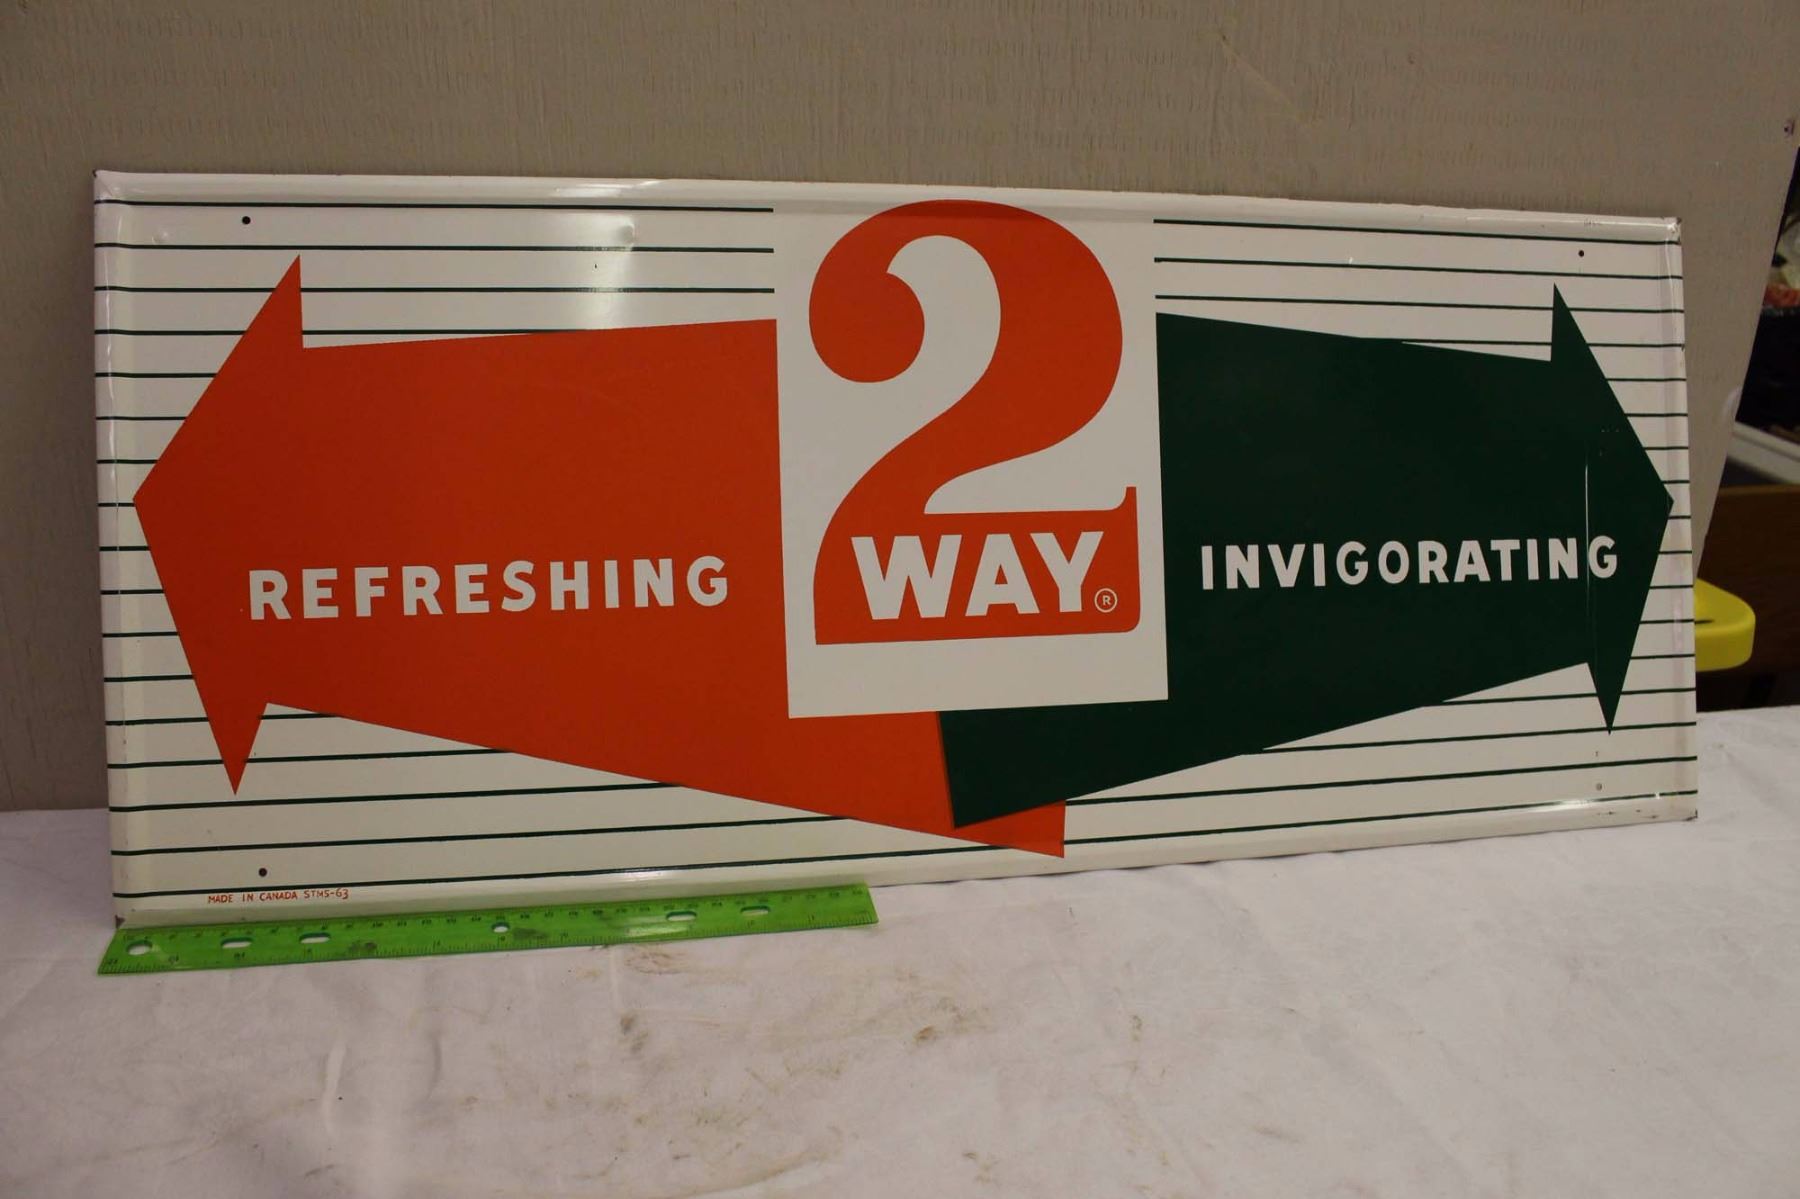 2
WAY®
REFRESHING
INVIGORATING
MADE IN CANADA STMS-63